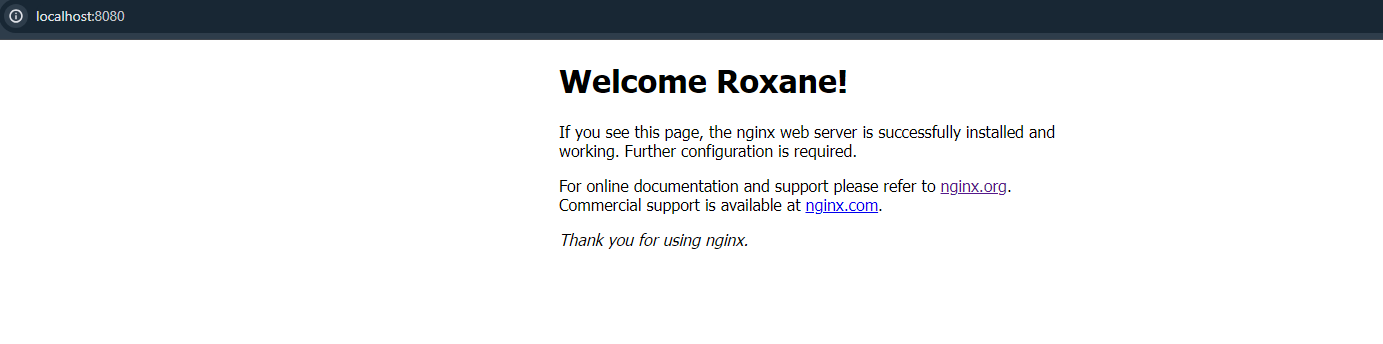 localhost:8080
Welcome Roxane!
If you see this page, the nginx web server is successfully installed and
working. Further configuration is required.
For online documentation and support please refer to nginx.org.
Commercial support is available at nginx.com.
Thank you for using nginx.